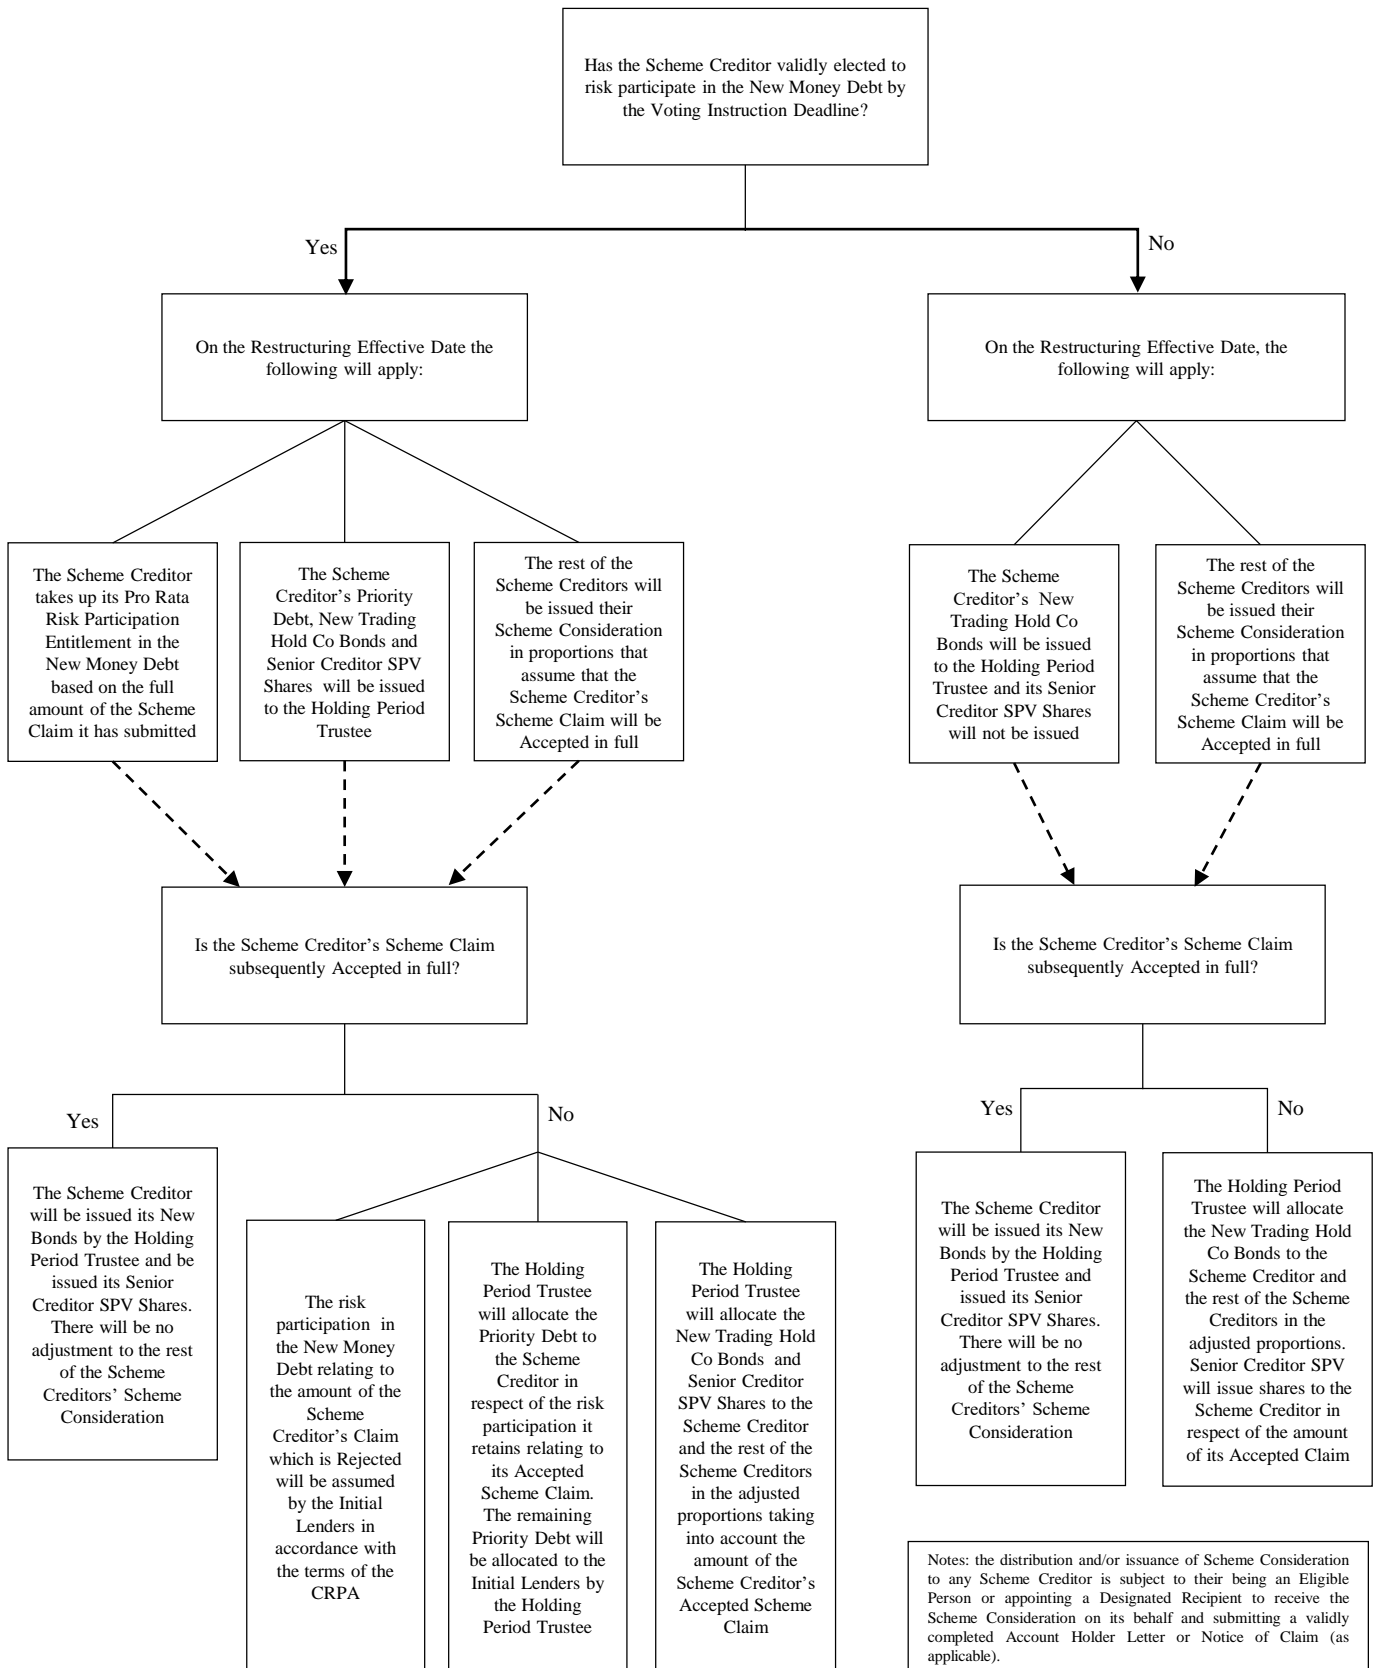 Has the Scheme Creditor validly elected to
risk participate in the New Money Debt by
the Voting Instruction Deadline?
Yes
No
On the Restructuring Effective Date the
following will apply:
On the Restructuring Effective Date, the
following will apply:
The Scheme Creditor
takes up its Pro Rata
Risk Participation
Entitlement in the
New Money Debt
based on the full
amount of the Scheme
Claim it has submitted
The Scheme
Creditor’s Priority
Debt, New Trading
Hold Co Bonds and
Senior Creditor SPV
Shares will be issued
to the Holding Period
Trustee
The rest of the
Scheme Creditors will
be issued their
Scheme Consideration
in proportions that
assume that the
Scheme Creditor’s
Scheme Claim will be
Accepted in full
The Scheme
Creditor’s New
Trading Hold Co
Bonds will be issued
to the Holding Period
Trustee and its Senior
Creditor SPV Shares
will not be issued
The rest of the
Scheme Creditors will
be issued their
Scheme Consideration
in proportions that
assume that the
Scheme Creditor’s
Scheme Claim will be
Accepted in full
Is the Scheme Creditor’s Scheme Claim
subsequently Accepted in full?
Is the Scheme Creditor’s Scheme Claim
subsequently Accepted in full?
Yes
No
Yes
No
The Scheme Creditor
will be issued its New
Bonds by the Holding
Period Trustee and be
issued its Senior
Creditor SPV Shares.
There will be no
adjustment to the rest
of the Scheme
Creditors’ Scheme
Consideration
The risk
participation in
the New Money
Debt relating to
the amount of the
Scheme
Creditor’s Claim
which is Rejected
will be assumed
by the Initial
Lenders in
accordance with
the terms of the
CRPA
The Holding
Period Trustee
will allocate the
Priority Debt to
the Scheme
Creditor in
respect of the risk
participation it
retains relating to
its Accepted
Scheme Claim.
The remaining
Priority Debt will
be allocated to the
Initial Lenders by
the Holding
Period Trustee
The Holding
Period Trustee
will allocate the
New Trading Hold
Co Bonds and
Senior Creditor
SPV Shares to the
Scheme Creditor
and the rest of the
Scheme Creditors
in the adjusted
proportions taking
into account the
amount of the
Scheme Creditor’s
Accepted Scheme
Claim
The Scheme Creditor
will be issued its New
Bonds by the Holding
Period Trustee and
issued its Senior
Creditor SPV Shares.
There will be no
adjustment to the rest
of the Scheme
Creditors’ Scheme
Consideration
The Holding Period
Trustee will allocate
the New Trading Hold
Co Bonds to the
Scheme Creditor and
the rest of the Scheme
Creditors in the
adjusted proportions.
Senior Creditor SPV
will issue shares to the
Scheme Creditor in
respect of the amount
of its Accepted Claim
Notes: the distribution and/or issuance of Scheme Consideration
to any Scheme Creditor is subject to their being an Eligible
Person or appointing a Designated Recipient to receive the
Scheme Consideration on its behalf and submitting a validly
completed Account Holder Letter or Notice of Claim (as
applicable).